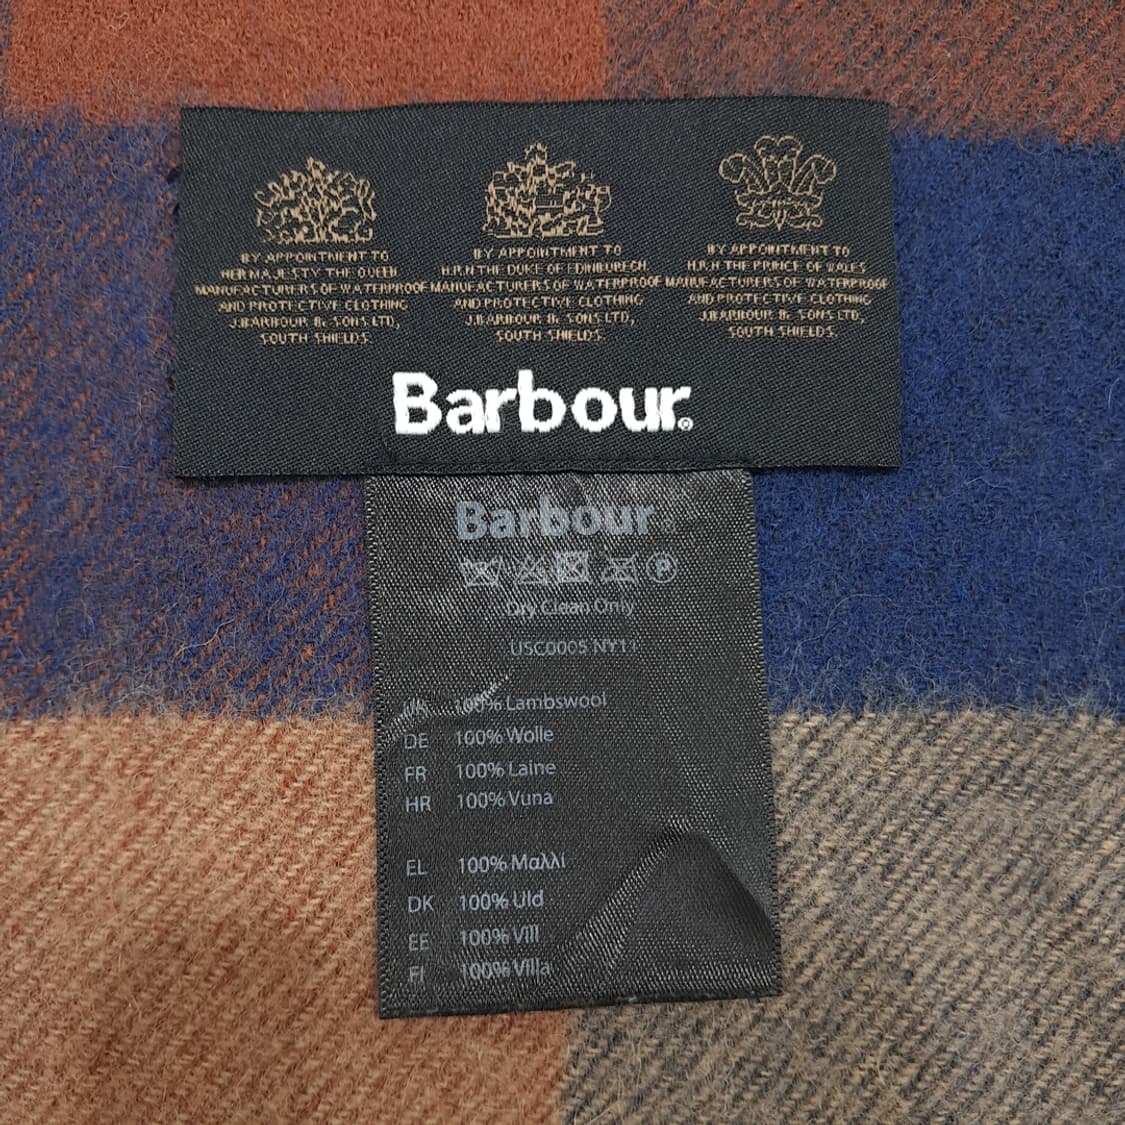 BY APPOINTMENT TO
HER MAJESTY THE QUEEN
MANUFACTURERS OF WATERPROOF
AND PROTECTIVE CLOTHING
J.BARBOUR & SONS LTD,
SOUTH SHIELDS.
BY APPOINTMENT TO
H.R.H THE DUKE OF EDINBURGH
MANUFACTURERS OF WATERPROOF
AND PROTECTIVE CLOTHING
J.BARBOUR & SONS LTD,
SOUTH SHIELDS.
BY APPOINTMENT TO
H.R.H THE PRINCE OF WALES
MANUFACTURERS OF WATERPROOF
AND PROTECTIVE CLOTHING
J.BARBOUR & SONS LTD,
SOUTH SHIELDS.
Barbour®
Barbour
P
Dry Clean Only
USC0005 NY11
UK 100% Lambswool
DE 100% Wolle
FR 100% Laine
HR 100% Vuna
EL 100% Μαλλί
DK 100% Uld
EE 100% Vill
FI 100% Villa